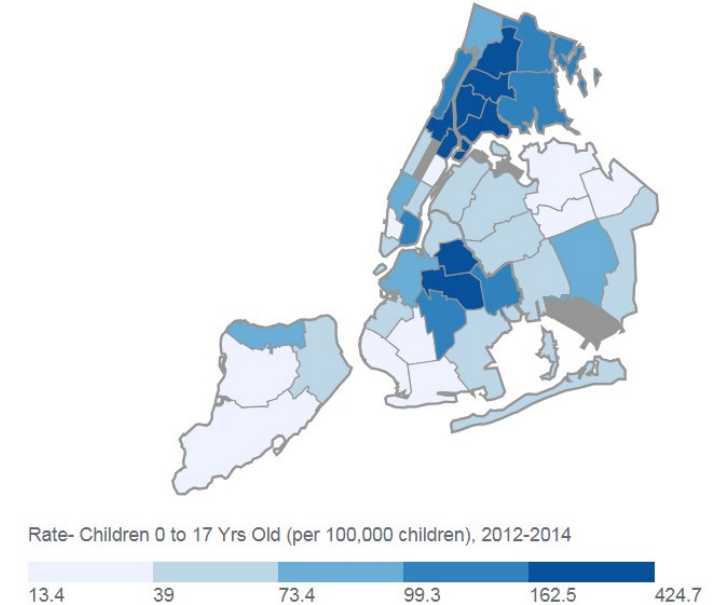 Rate- Children 0 to 17 Yrs Old (per 100,000 children), 2012-2014
13.4 39 73.4 99.3 162.5 424.7